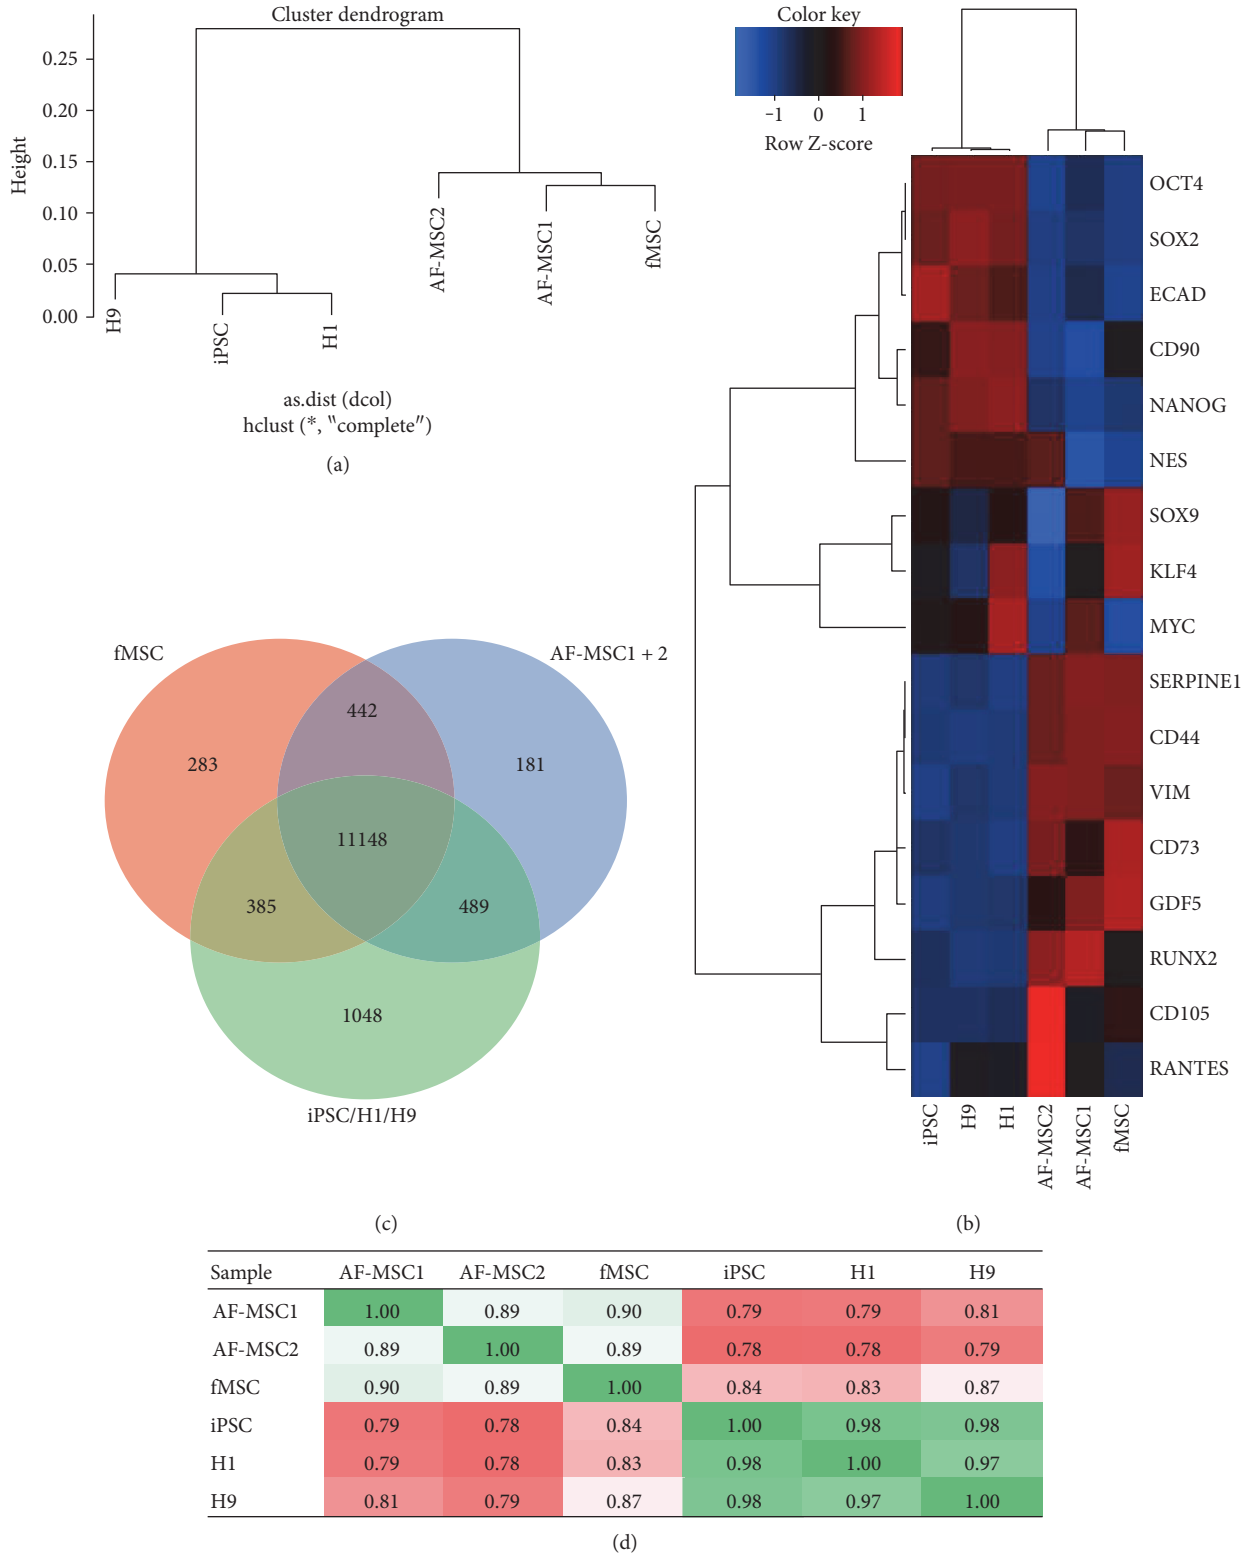 Cluster dendrogram
Height
0.25
0.20
0.15
0.10
0.05
0.00
H9
iPSC
H1
AF-MSC2
AF-MSC1
fMSC
as.dist (dcol)
hclust (*, "complete")
(a)
Color key
−1 0 1
Row Z-score
OCT4
SOX2
ECAD
CD90
NANOG
NES
SOX9
KLF4
MYC
SERPINE1
CD44
VIM
CD73
GDF5
RUNX2
CD105
RANTES
iPSC
H9
H1
AF-MSC2
AF-MSC1
fMSC
(b)
fMSC
AF-MSC1 + 2
442
283
181
11148
385
489
1048
iPSC/H1/H9
(c)
Sample AF-MSC1 AF-MSC2 fMSC iPSC H1 H9
AF-MSC1 1.00 0.89 0.90 0.79 0.79 0.81
AF-MSC2 0.89 1.00 0.89 0.78 0.78 0.79
fMSC 0.90 0.89 1.00 0.84 0.83 0.87
iPSC 0.79 0.78 0.84 1.00 0.98 0.98
H1 0.79 0.78 0.83 0.98 1.00 0.97
H9 0.81 0.79 0.87 0.98 0.97 1.00
(d)